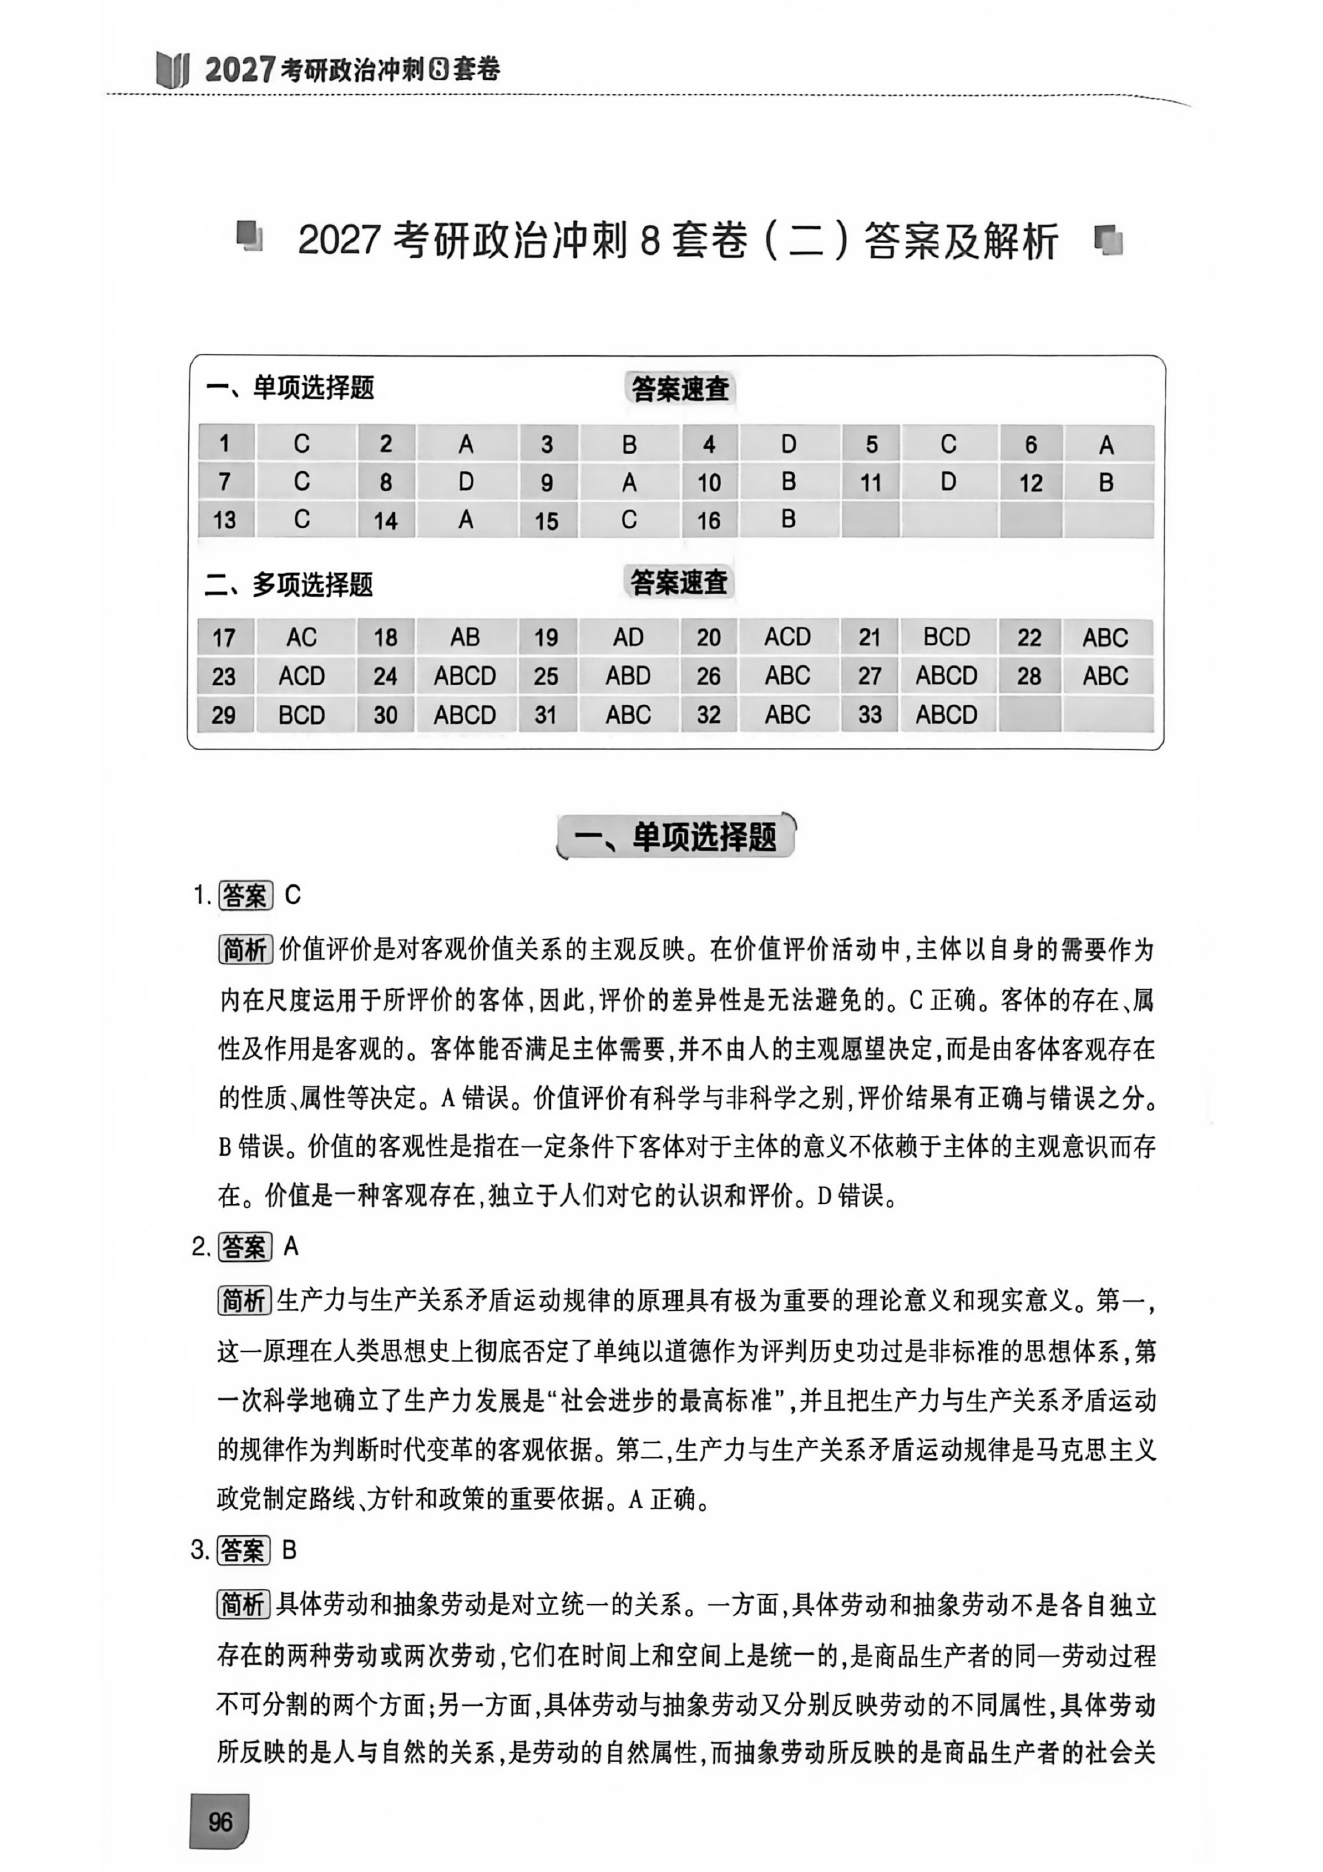 2027考研政治冲刺8套卷
2027考研政治冲刺8套卷(二)答案及解析
一、单项选择题 答案速查
1 C 2 A 3 B 4 D 5 C 6 A
7 C 8 D 9 A 10 B 11 D 12 B
13 C 14 A 15 C 16 B
二、多项选择题 答案速查
17 AC 18 AB 19 AD 20 ACD 21 BCD 22 ABC
23 ACD 24 ABCD 25 ABD 26 ABC 27 ABCD 28 ABC
29 BCD 30 ABCD 31 ABC 32 ABC 33 ABCD
一、单项选择题
1. 答案 C
简析 价值评价是对客观价值关系的主观反映。在价值评价活动中,主体以自身的需要作为
内在尺度运用于所评价的客体,因此,评价的差异性是无法避免的。C 正确。客体的存在、属
性及作用是客观的。客体能否满足主体需要,并不由人的主观愿望决定,而是由客体客观存在
的性质、属性等决定。A 错误。价值评价有科学与非科学之别,评价结果有正确与错误之分。
B 错误。价值的客观性是指在一定条件下客体对于主体的意义不依赖于主体的主观意识而存
在。价值是一种客观存在,独立于人们对它的认识和评价。D 错误。
2. 答案 A
简析 生产力与生产关系矛盾运动规律的原理具有极为重要的理论意义和现实意义。第一,
这一原理在人类思想史上彻底否定了单纯以道德作为评判历史功过是非标准的思想体系,第
一次科学地确立了生产力发展是“社会进步的最高标准”,并且把生产力与生产关系矛盾运动
的规律作为判断时代变革的客观依据。第二,生产力与生产关系矛盾运动规律是马克思主义
政党制定路线、方针和政策的重要依据。A 正确。
3. 答案 B
简析 具体劳动和抽象劳动是对立统一的关系。一方面,具体劳动和抽象劳动不是各自独立
存在的两种劳动或两次劳动,它们在时间上和空间上是统一的,是商品生产者的同一劳动过程
不可分割的两个方面;另一方面,具体劳动与抽象劳动又分别反映劳动的不同属性,具体劳动
所反映的是人与自然的关系,是劳动的自然属性,而抽象劳动所反映的是商品生产者的社会关
96